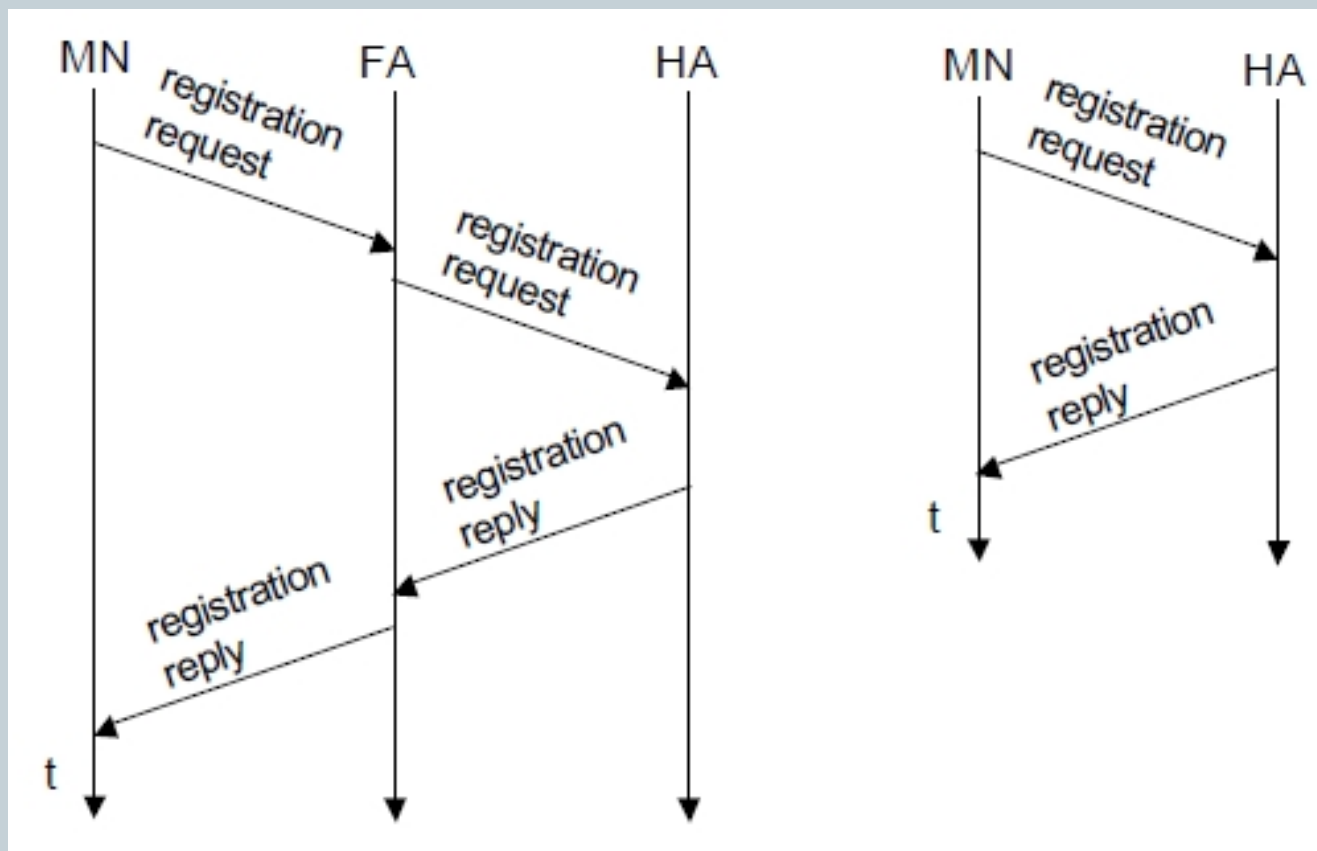 MN
FA
HA
registration
request
registration
request
registration
reply
registration
reply
t
MN
HA
registration
request
registration
reply
t